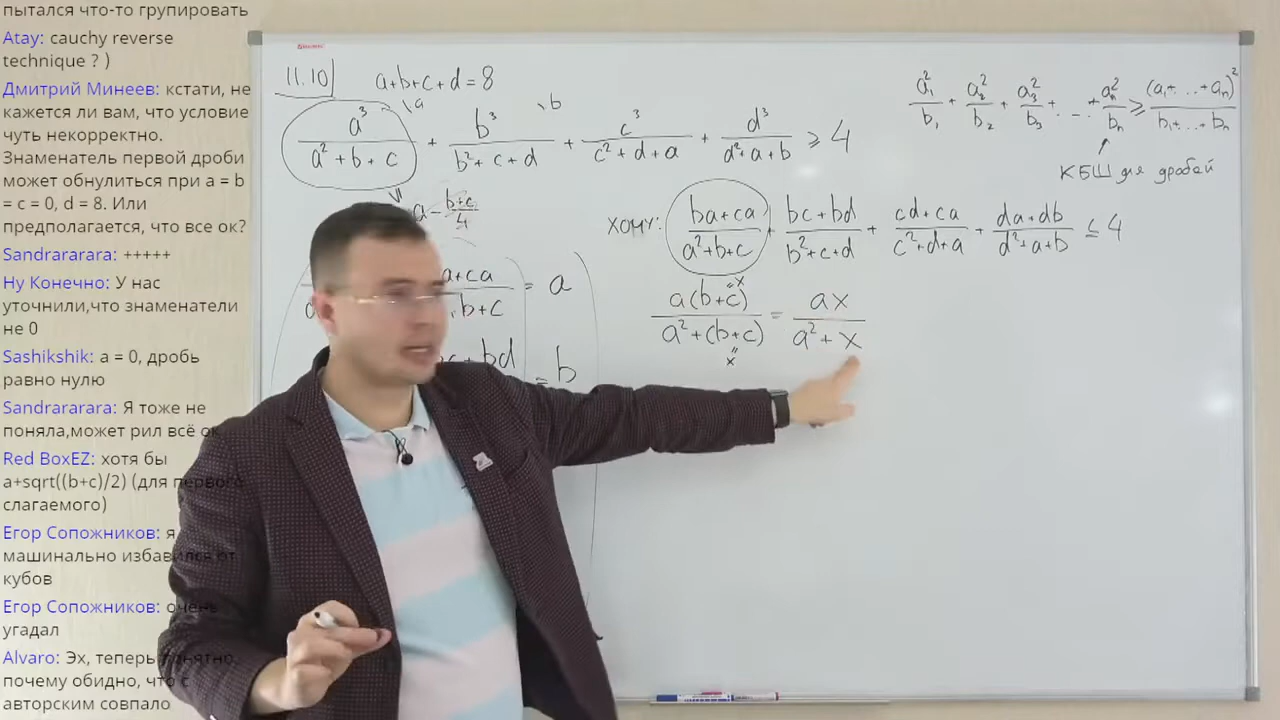 пытался что-то групировать
Atay: cauchy reverse
technique ? )
Дмитрий Минеев: кстати, не
кажется ли вам, что условие
чуть некорректно.
Знаменатель первой дроби
может обнулиться при a = b
= c = 0, d = 8. Или
предполагается, что все ок?
Sandrararara: +++++
Ну Конечно: У нас
уточнили,что знаменатели
не 0
Sashikshik: a = 0, дробь
равно нулю
Sandrararara: Я тоже не
поняла,может рил всё ок
Red BoxEZ: хотя бы
a+sqrt((b+c)/2) (для первого
слагаемого)
Егор Сопожников: я
машинально избавился от
кубов
Егор Сопожников: очень
угадал
Alvaro: Эх, теперь понятно,
почему обидно, что с
авторским совпало
11.10 a+b+c+d=8
a³/(a²+b+c) + b³/(b²+c+d) + c³/(c²+d+a) + d³/(d²+a+b) ≥ 4
\a \b
a - (b+c)/4
a+ca = a
b+c
c+bd = b
a₁²/b₁ + a₂²/b₂ + a₃²/b₃ + ... + aₙ²/bₙ ≥ (a₁+...+aₙ)²/(b₁+...+bₙ)
КБШ для дробей
ХОЧУ: (ba+ca)/(a²+b+c) + (bc+bd)/(b²+c+d) + (cd+ca)/(c²+d+a) + (da+db)/(d²+a+b) ≤ 4
=x
a(b+c)/(a²+(b+c)) = ax/(a²+x)
=
x